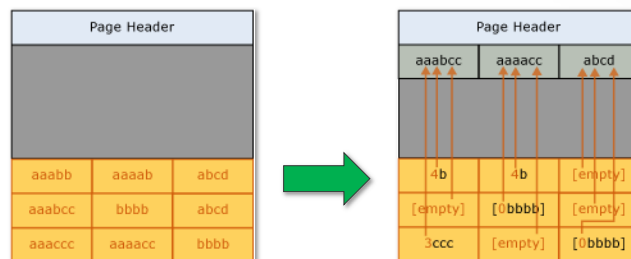 Page Header
aaabb aaaab abcd
aaabcc bbbb abcd
aaaccc aaaacc bbbb
Page Header
aaabcc aaaacc abcd
4b 4b [empty]
[empty] [0bbbb] [empty]
3ccc [empty] [0bbbb]